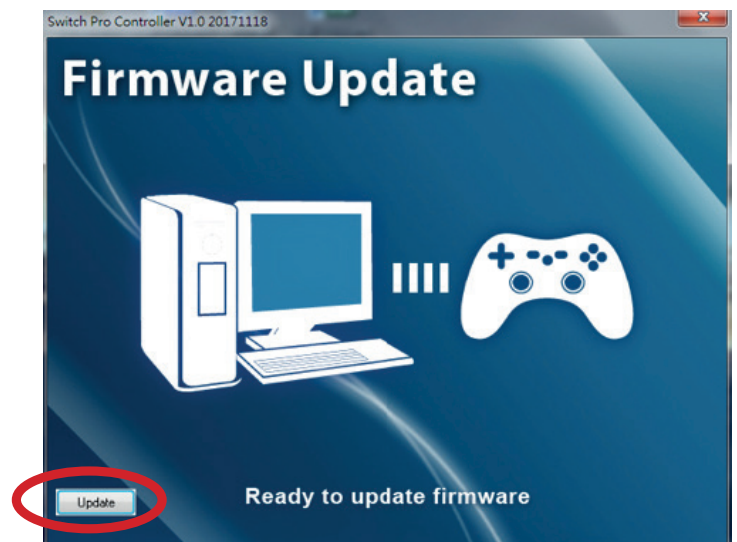 Switch Pro Controller V1.0 20171118
Firmware Update
Update
Ready to update firmware